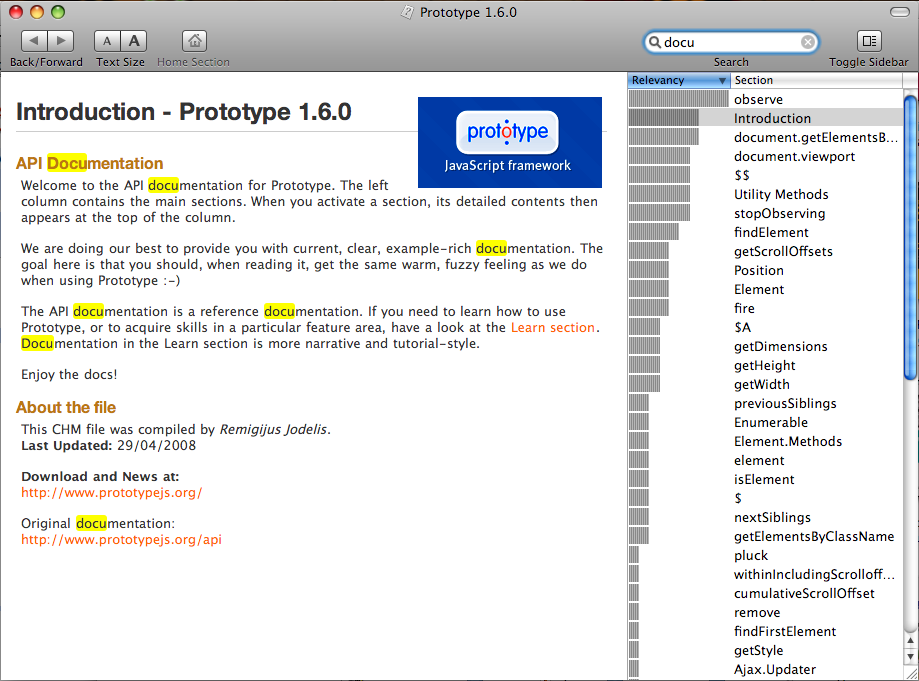 Prototype 1.6.0
A A docu
Back/Forward Text Size Home Section Search Toggle Sidebar
Introduction - Prototype 1.6.0
prototype
JavaScript framework
API Documentation
Welcome to the API documentation for Prototype. The left
column contains the main sections. When you activate a section, its detailed contents then
appears at the top of the column.
We are doing our best to provide you with current, clear, example-rich documentation. The
goal here is that you should, when reading it, get the same warm, fuzzy feeling as we do
when using Prototype :-)
The API documentation is a reference documentation. If you need to learn how to use
Prototype, or to acquire skills in a particular feature area, have a look at the Learn section.
Documentation in the Learn section is more narrative and tutorial-style.
Enjoy the docs!
About the file
This CHM file was compiled by Remigijus Jodelis.
Last Updated: 29/04/2008
Download and News at:
http://www.prototypejs.org/
Original documentation:
http://www.prototypejs.org/api
Relevancy Section
observe
Introduction
document.getElementsB...
document.viewport
$$
Utility Methods
stopObserving
findElement
getScrollOffsets
Position
Element
fire
$A
getDimensions
getHeight
getWidth
previousSiblings
Enumerable
Element.Methods
element
isElement
$
nextSiblings
getElementsByClassName
pluck
withinIncludingScrolloff...
cumulativeScrollOffset
remove
findFirstElement
getStyle
Ajax.Updater